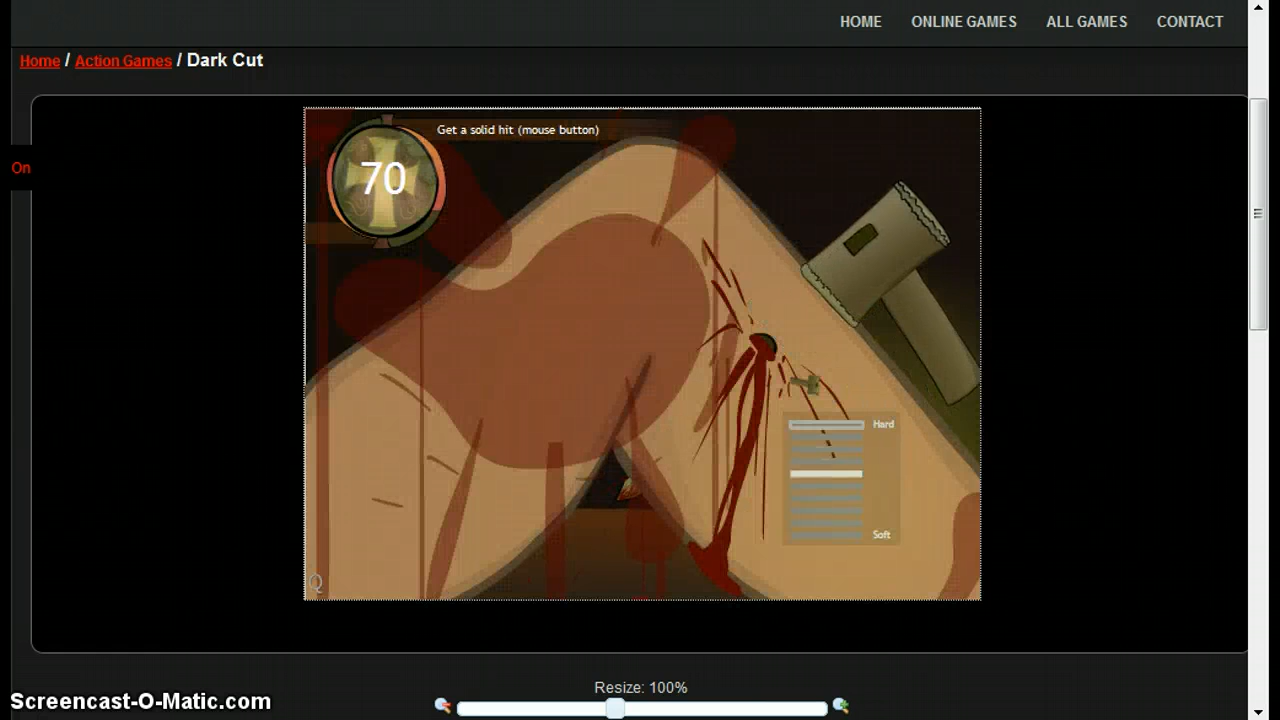 HOME ONLINE GAMES ALL GAMES CONTACT
Home / Action Games / Dark Cut
Get a solid hit (mouse button)
On
70
Hard
Soft
Q
Resize: 100%
Screencast-O-Matic.com